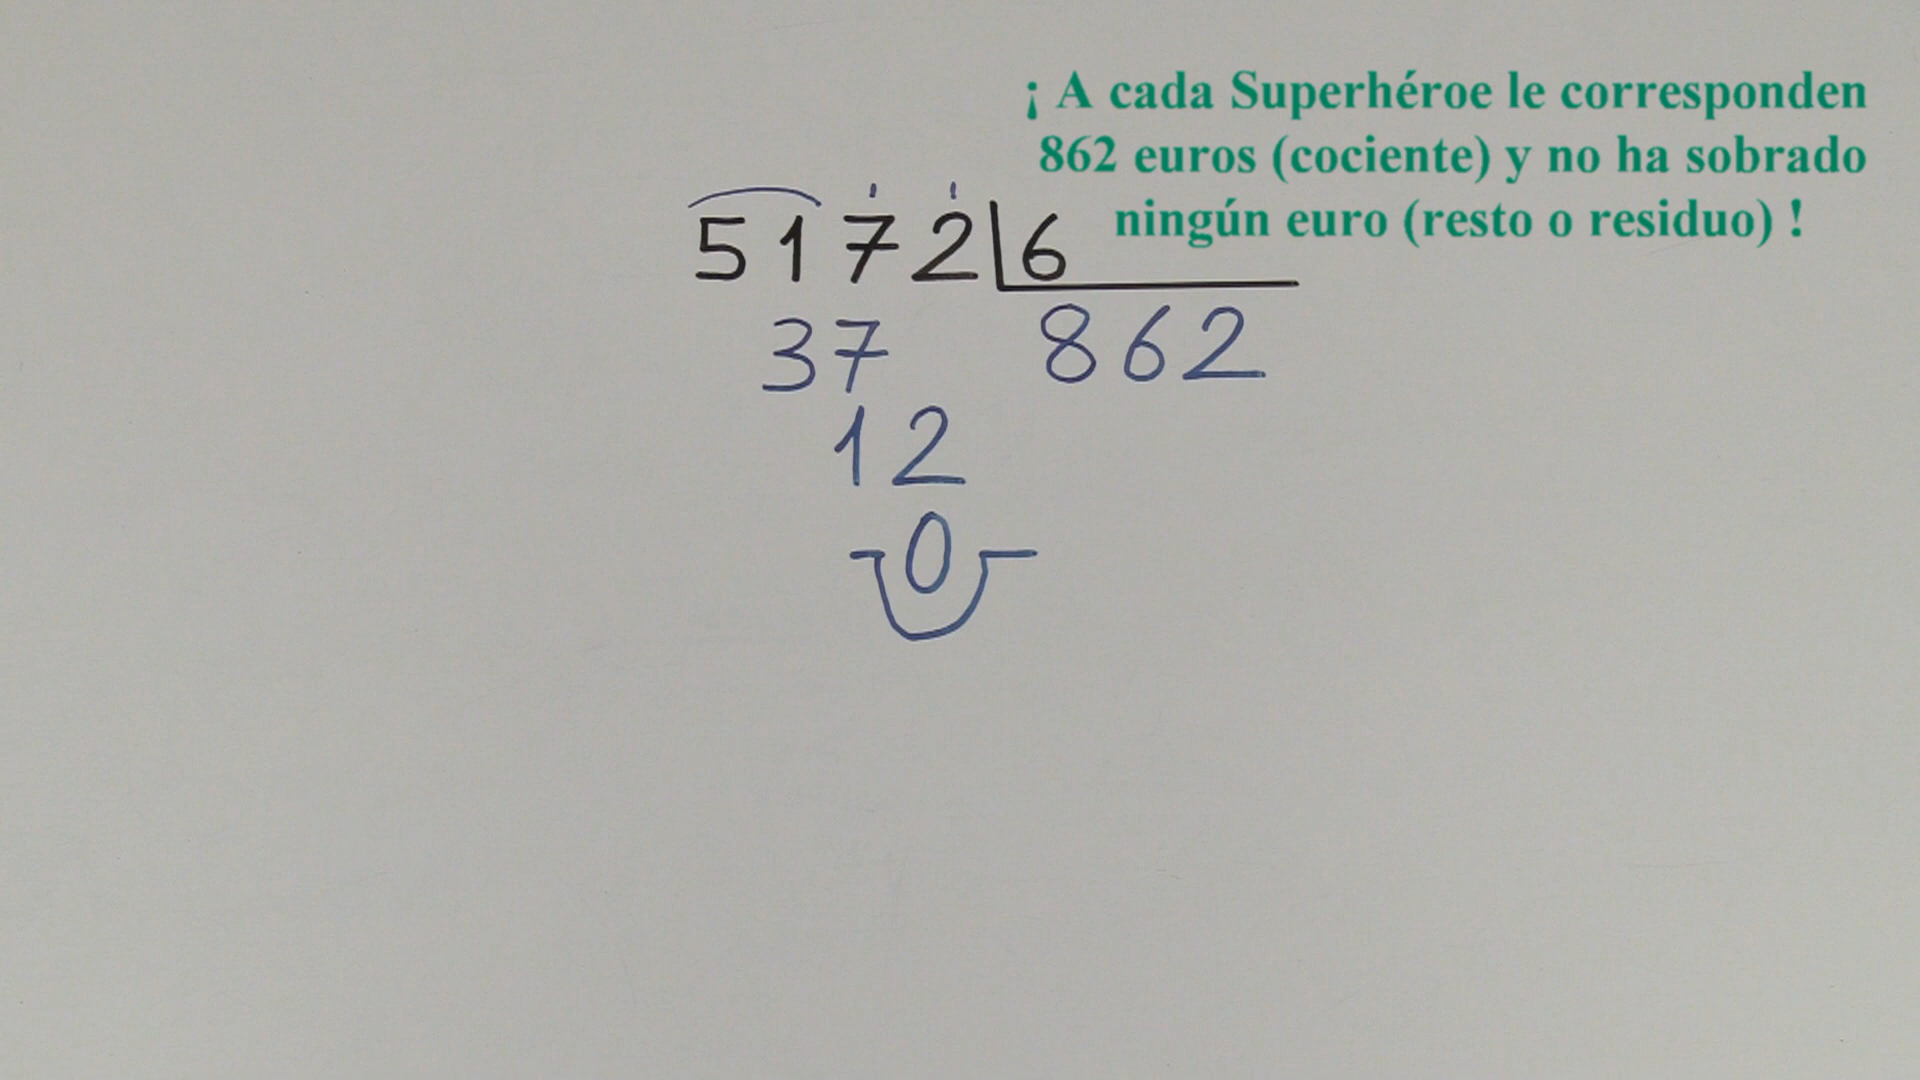 ¡ A cada Superhéroe le corresponden
862 euros (cociente) y no ha sobrado
ningún euro (resto o residuo) !
5172 6
37 862
12
0